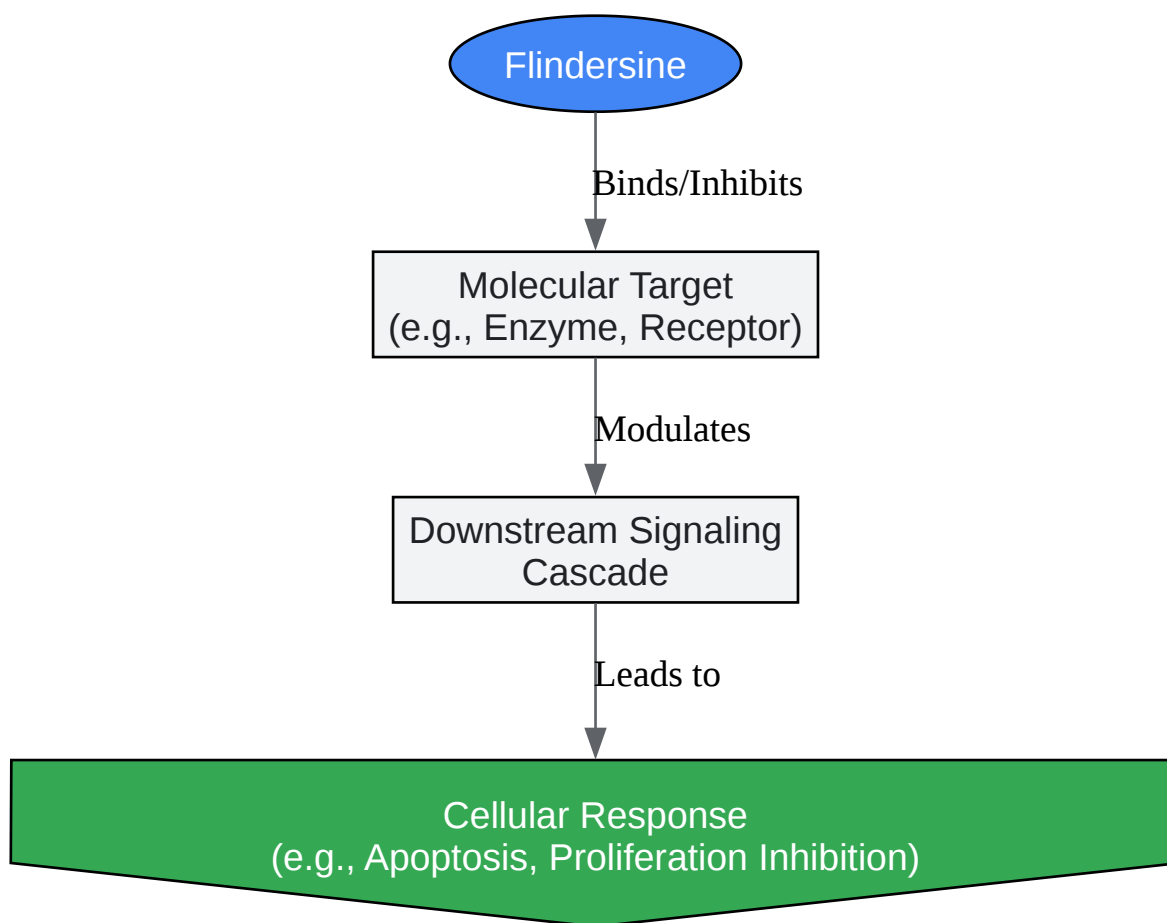 Flindersine
Binds/Inhibits
Molecular Target
(e.g., Enzyme, Receptor)
Modulates
Downstream Signaling
Cascade
Leads to
Cellular Response
(e.g., Apoptosis, Proliferation Inhibition)